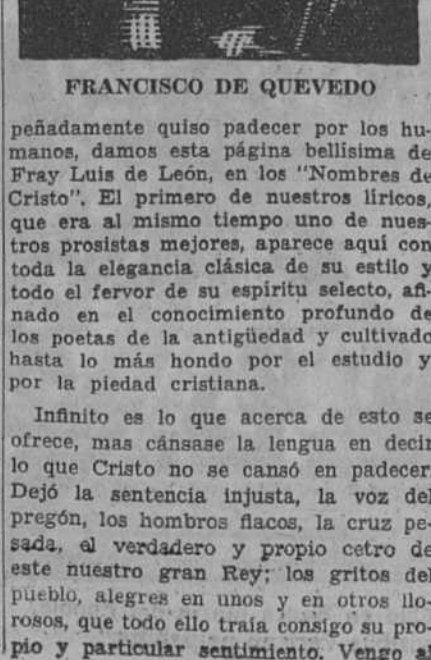 FRANCISCO DE QUEVEDO
peñadamente quiso padecer por los hu-
manos, damos esta página bellísima de
Fray Luis de León, en los "Nombres de
Cristo". El primero de nuestros líricos,
que era al mismo tiempo uno de nues-
tros prosistas mejores, aparece aquí con
toda la elegancia clásica de su estilo y
todo el fervor de su espíritu selecto, afi-
nado en el conocimiento profundo de
los poetas de la antigüedad y cultivado
hasta lo más hondo por el estudio y
por la piedad cristiana.
Infinito es lo que acerca de esto se
ofrece, mas cánsase la lengua en decir
lo que Cristo no se cansó en padecer
Dejó la sentencia injusta, la voz del
pregón, los hombros flacos, la cruz pe-
sada, el verdadero y propio cetro de
este nuestro gran Rey; los gritos del
pueblo, alegres en unos y en otros llo-
rosos, que todo ello traía consigo su pro-
pio y particular sentimiento. Vengo al